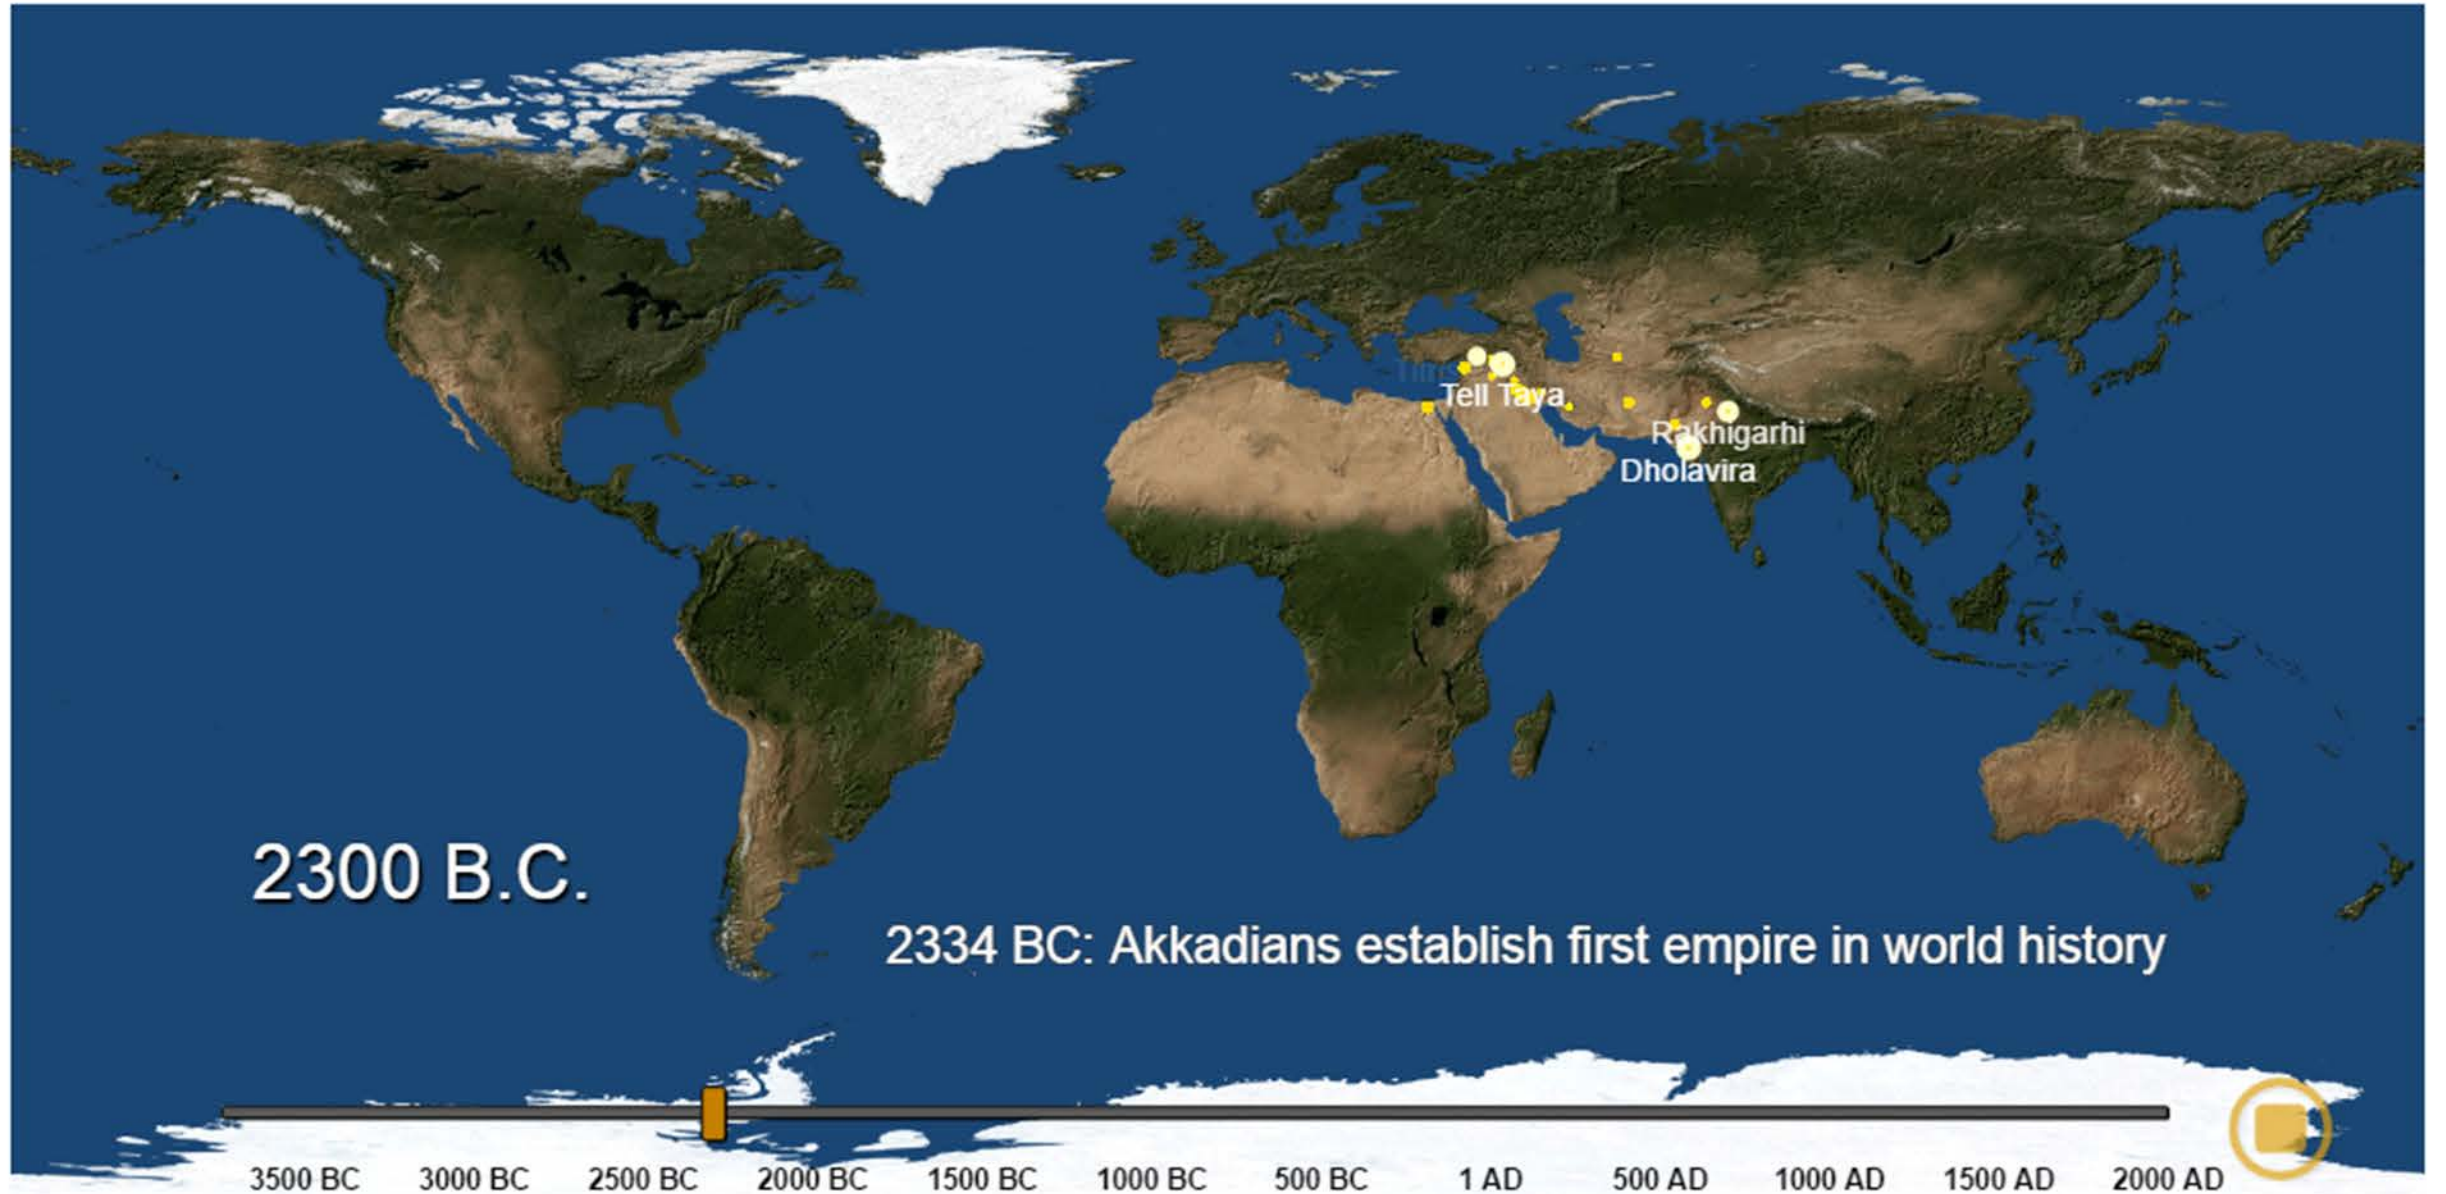 Tell Taya
Rakhigarhi
Dholavira
2300 B.C.
2334 BC: Akkadians establish first empire in world history
3500 BC 3000 BC 2500 BC 2000 BC 1500 BC 1000 BC 500 BC 1 AD 500 AD 1000 AD 1500 AD 2000 AD